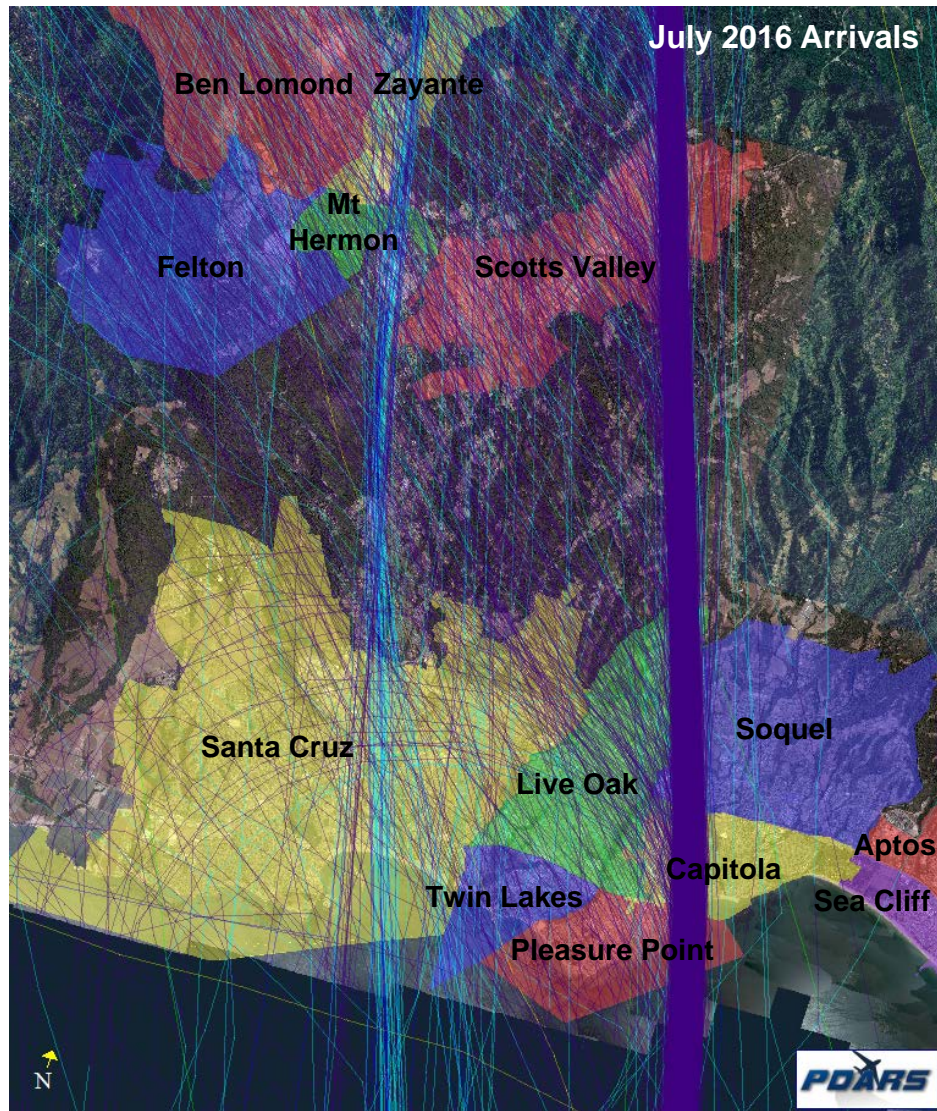 July 2016 Arrivals
Ben Lomond
Zayante
Mt
Hermon
Felton
Scotts Valley
Santa Cruz
Soquel
Live Oak
Aptos
Capitola
Twin Lakes
Sea Cliff
Pleasure Point
N
PDARS